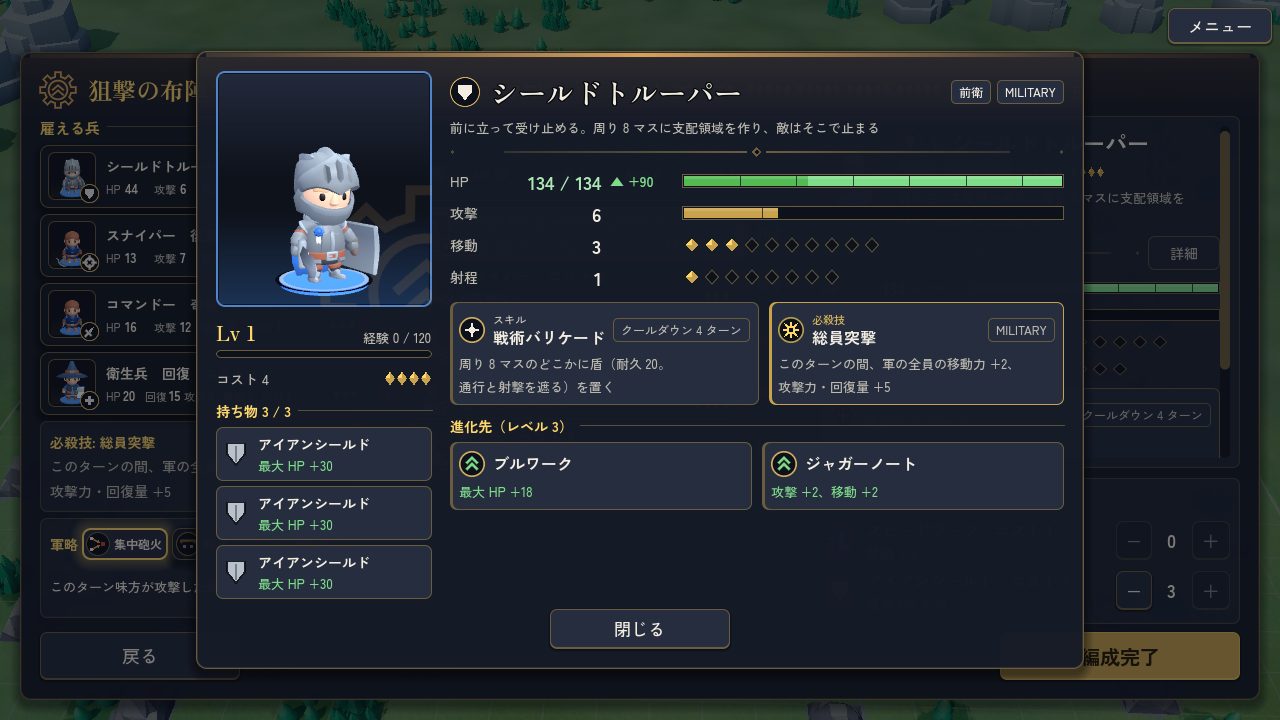 メニュー
狙撃の布陣
雇える兵
シールドトルー
HP 44 攻撃 6
スナイパー
HP 13 攻撃 7
コマンドー
HP 16 攻撃 12
衛生兵 回復
HP 20 回復 15 攻
必殺技: 総員突撃
このターンの間、軍の全
攻撃力・回復量 +5
軍略 集中砲火
このターン味方が攻撃し
戻る
シールドトルーパー
前衛 MILITARY
前に立って受け止める。周り 8 マスに支配領域を作り、敵はそこで止まる
HP 134 / 134 +90
攻撃 6
移動 3
射程 1
Lv 1 経験 0 / 120
コスト 4
持ち物 3 / 3
アイアンシールド
最大 HP +30
アイアンシールド
最大 HP +30
アイアンシールド
最大 HP +30
スキル
戦術バリケード クールダウン 4 ターン
周り 8 マスのどこかに盾（耐久 20。
通行と射撃を遮る）を置く
必殺技
総員突撃 MILITARY
このターンの間、軍の全員の移動力 +2、
攻撃力・回復量 +5
進化先（レベル 3）
ブルワーク
最大 HP +18
ジャガーノート
攻撃 +2、移動 +2
閉じる
ーパー
マスに支配領域を
詳細
クールダウン 4 ターン
0
3
編成完了